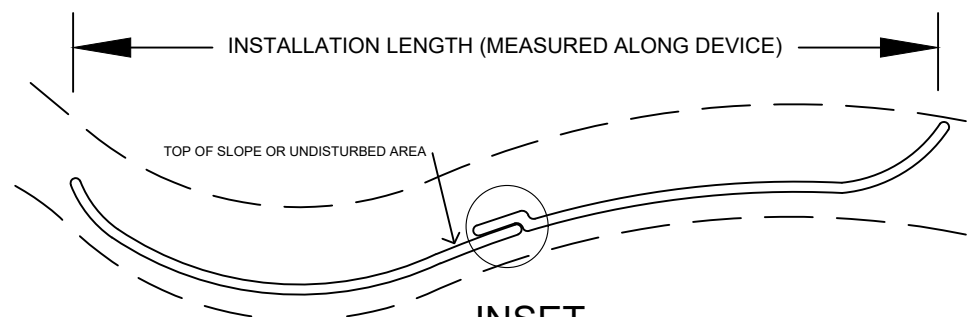 INSTALLATION LENGTH (MEASURED ALONG DEVICE)
TOP OF SLOPE OR UNDISTURBED AREA
INSET